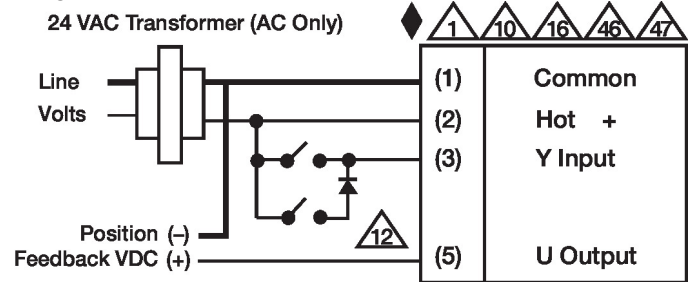 24 VAC Transformer (AC Only)
1 10 16 46 47
Line
Volts
(1) Common
(2) Hot +
(3) Y Input
12
Position (–)
Feedback VDC (+)
(5) U Output